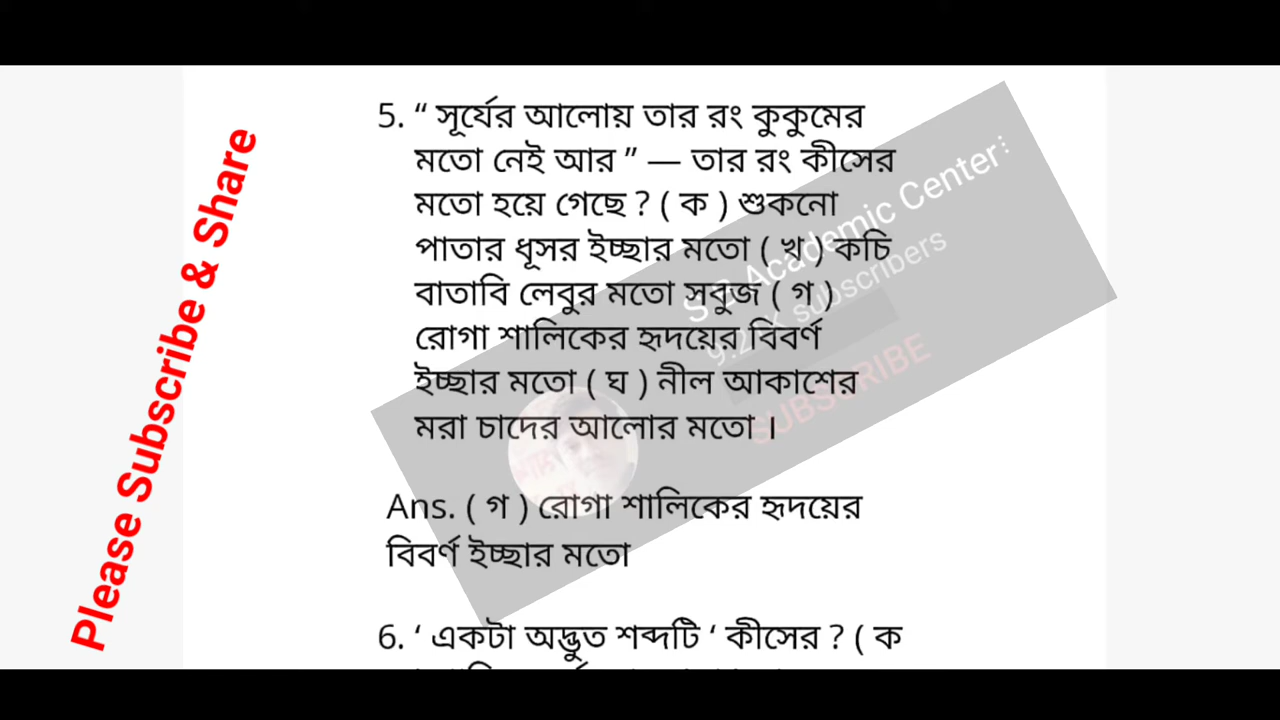 Please Subscribe & Share
5. “ সূর্যের আলোয় তার রং কুকুমের
মতো নেই আর ” — তার রং কীসের
মতো হয়ে গেছে ? ( ক ) শুকনো
পাতার ধূসর ইচ্ছার মতো ( খ ) কচি
বাতাবি লেবুর মতো সবুজ ( গ )
রোগা শালিকের হৃদয়ের বিবর্ণ
ইচ্ছার মতো ( ঘ ) নীল আকাশের
মরা চাদের আলোর মতো ।
Academic Center
subscribers
SUBSCRIBE
Ans. ( গ ) রোগা শালিকের হৃদয়ের
বিবর্ণ ইচ্ছার মতো
6. ‘ একটা অদ্ভুত শব্দটি ‘ কীসের ? ( ক